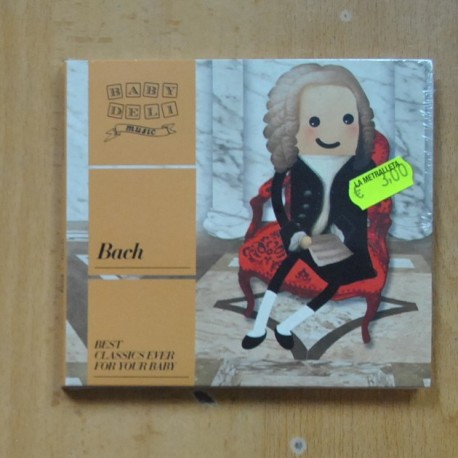 BABY
DELI
music
Bach
BEST
CLASSICS EVER
FOR YOUR BABY
LA METRALLETA
€ 3,00